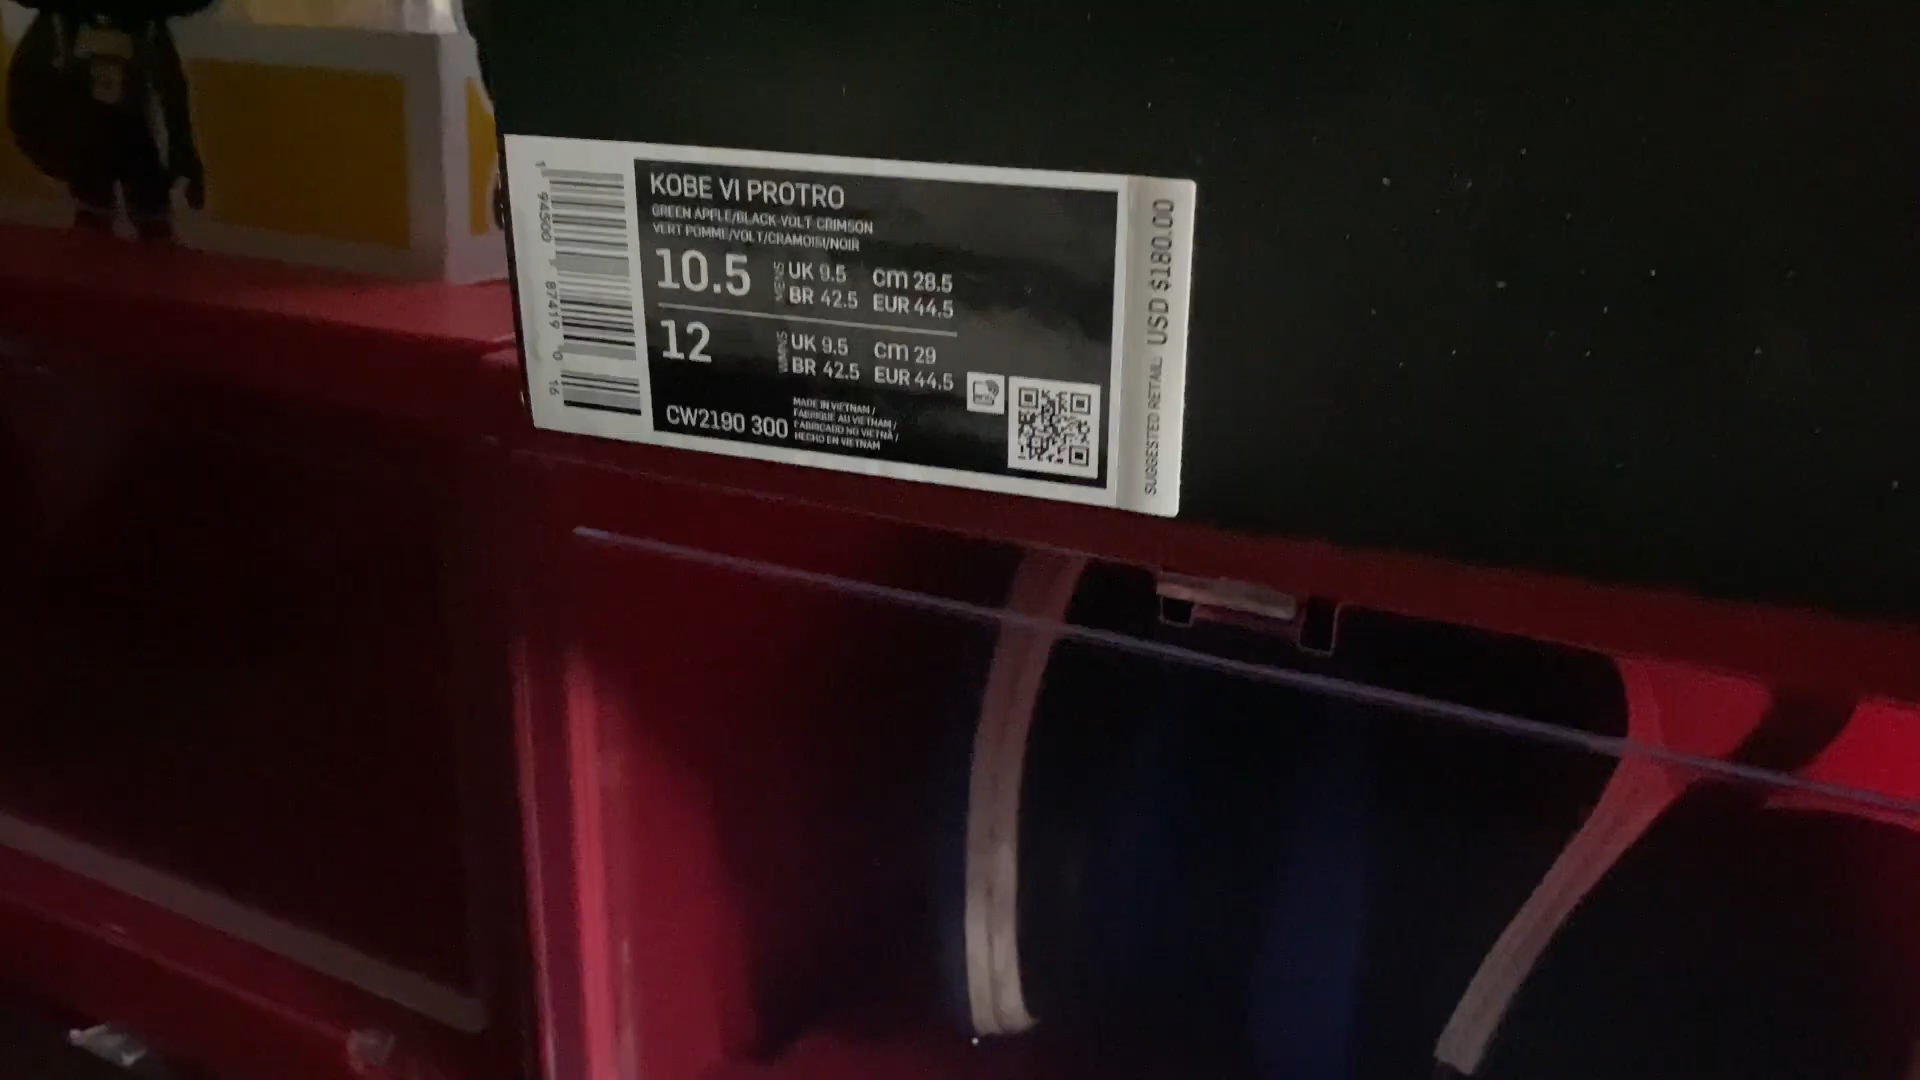 KOBE VI PROTRO
GREEN APPLE/BLACK-VOLT-CRIMSON
VERT POMME/VOLT/CRAMOISI/NOIR
10.5 MENS UK 9.5 cm 28.5
BR 42.5 EUR 44.5
12 WMNS UK 9.5 cm 29
BR 42.5 EUR 44.5
CW2190 300
MADE IN VIETNAM /
FABRIQUE AU VIETNAM /
FABRICADO NO VIETNÃ /
HECHO EN VIETNAM
SUGGESTED RETAIL: USD $180.00
1 94500 87419 0 16